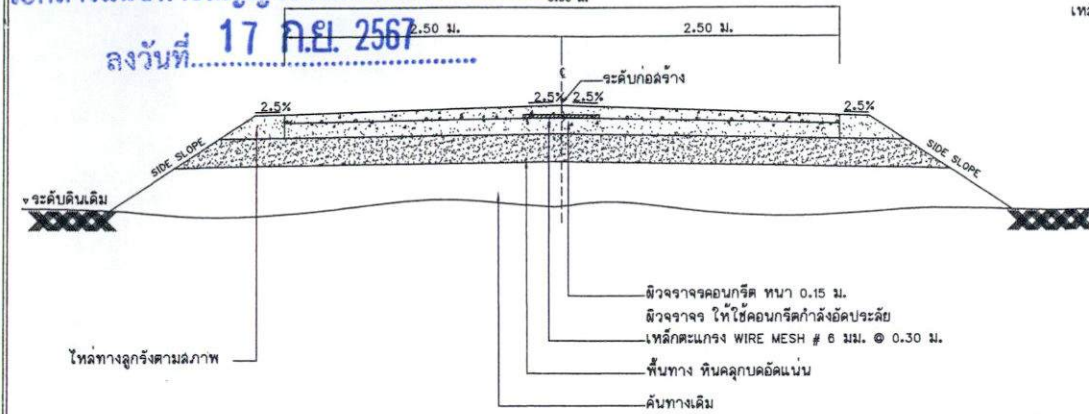 ลงวันที่ 17 ก.ย. 2567
2.50 ม. 2.50 ม.
ระดับก่อสร้าง
2.5% 2.5% 2.5% 2.5%
SIDE SLOPE SIDE SLOPE
ระดับดินเดิม
ผิวจราจรคอนกรีต หนา 0.15 ม.
ผิวจราจร ให้ใช้คอนกรีตกำลังอัดประลัย
เหล็กตะแกรง WIRE MESH # 6 มม. @ 0.30 ม.
ไหล่ทางลูกรังตามสภาพ
พื้นทาง หินคลุกบดอัดแน่น
คันทางเดิม